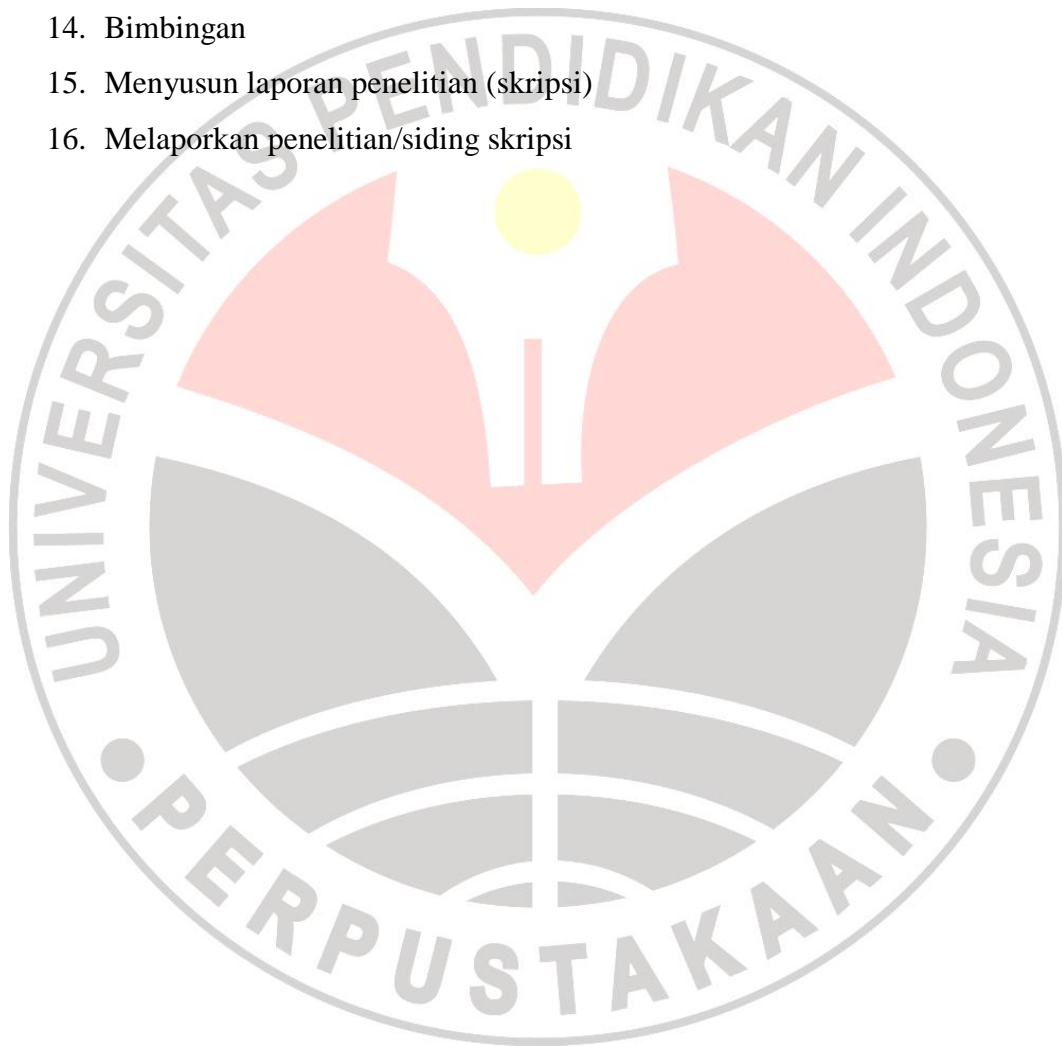 14. Bimbingan
15. Menyusun laporan penelitian (skripsi)
16. Melaporkan penelitian/siding skripsi
UNIVERSITAS PENDIDIKAN INDONESIA
PERPUSTAKAAN